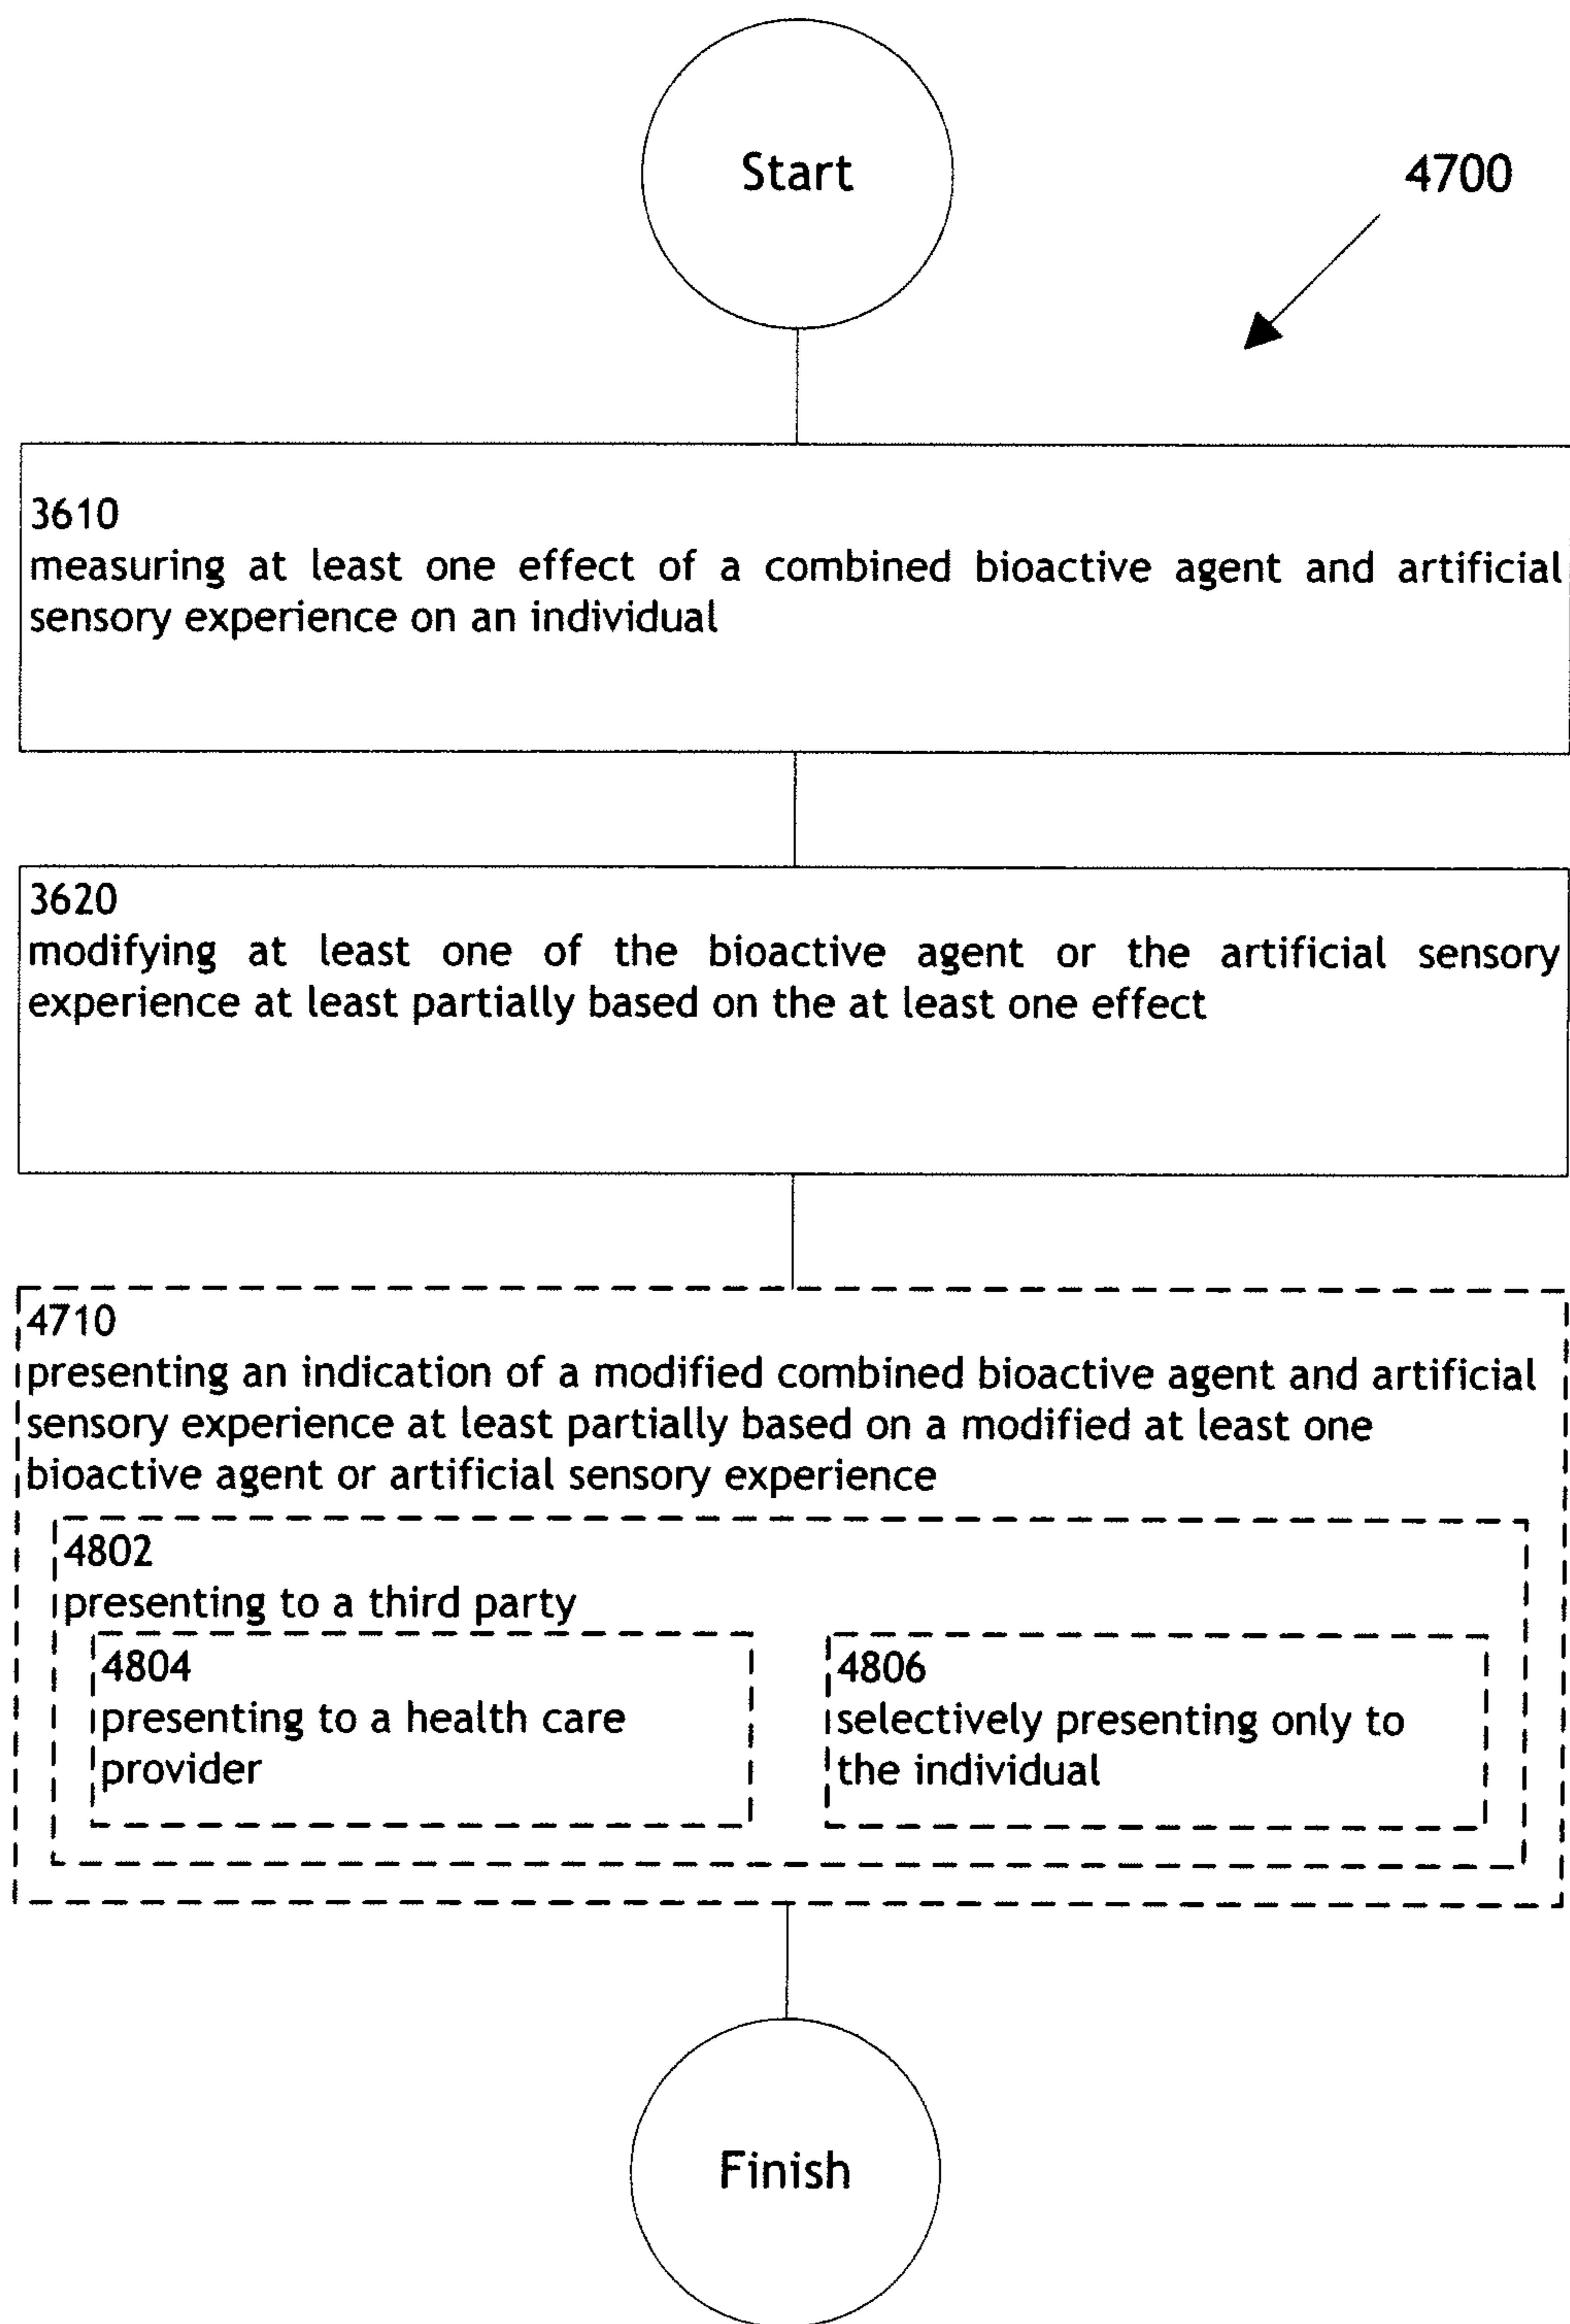 Start
4700
3610
measuring at least one effect of a combined bioactive agent and artificial
sensory experience on an individual
3620
modifying at least one of the bioactive agent or the artificial sensory
experience at least partially based on the at least one effect
4710
presenting an indication of a modified combined bioactive agent and artificial
sensory experience at least partially based on a modified at least one
bioactive agent or artificial sensory experience
4802
presenting to a third party
4804
presenting to a health care
provider
4806
selectively presenting only to
the individual
Finish